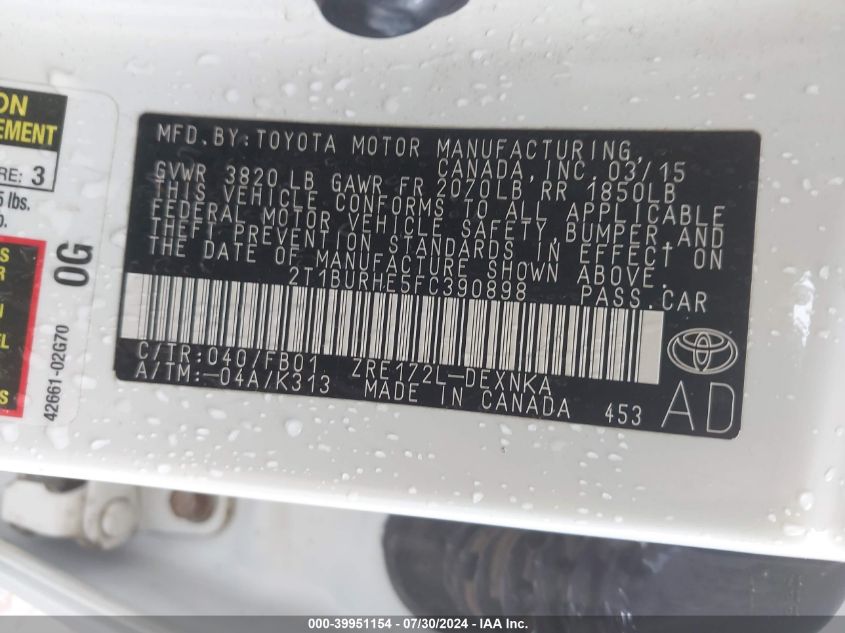 ON
EMENT
RE: 3
5 lbs.
b.
S
R
N
EL
S
0G
42661-02G70
MFD.BY:TOYOTA MOTOR MANUFACTURING,
CANADA, INC. 03/15
GVWR 3820 LB GAWR FR 2070LB RR 1850LB
THIS VEHICLE CONFORMS TO ALL APPLICABLE
FEDERAL MOTOR VEHICLE SAFETY, BUMPER, AND
THEFT PREVENTION STANDARDS IN EFFECT ON
THE DATE OF MANUFACTURE SHOWN ABOVE.
2T1BURHE5FC390898 PASS.CAR
C/TR:040/FB01 ZRE172L-DEXNKA
A/TM:-04A/K313 MADE IN CANADA 453
AD
000-39951154 / 07/30/2024 / IAA Inc.